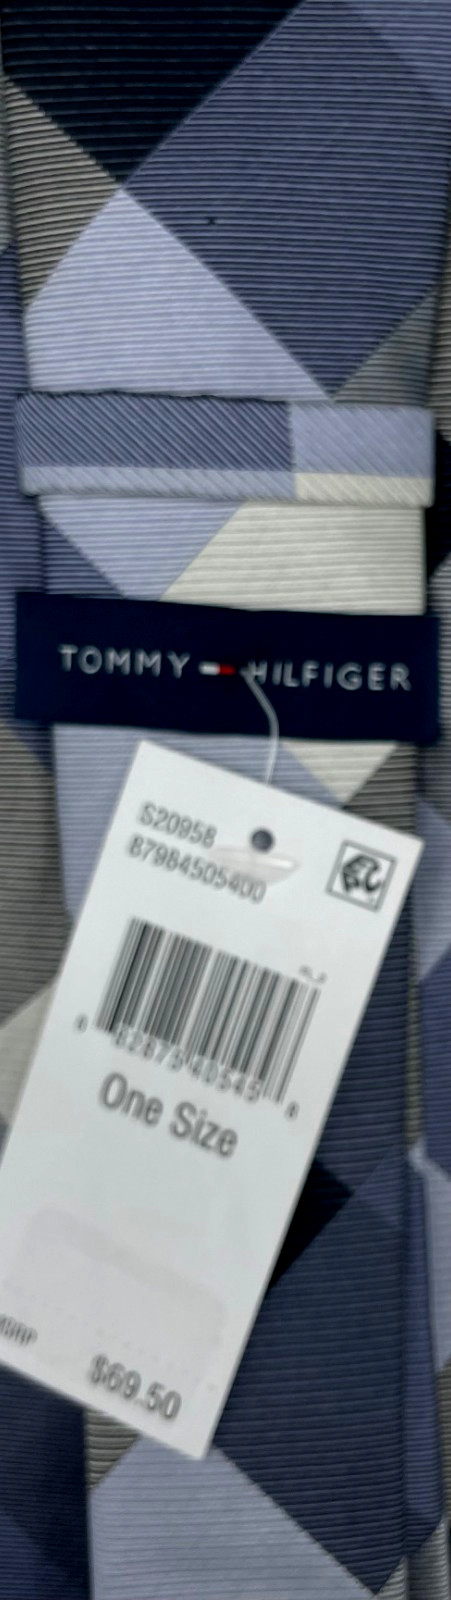 TOMMY HILFIGER
S20958
87984505400
One Size
$69.50